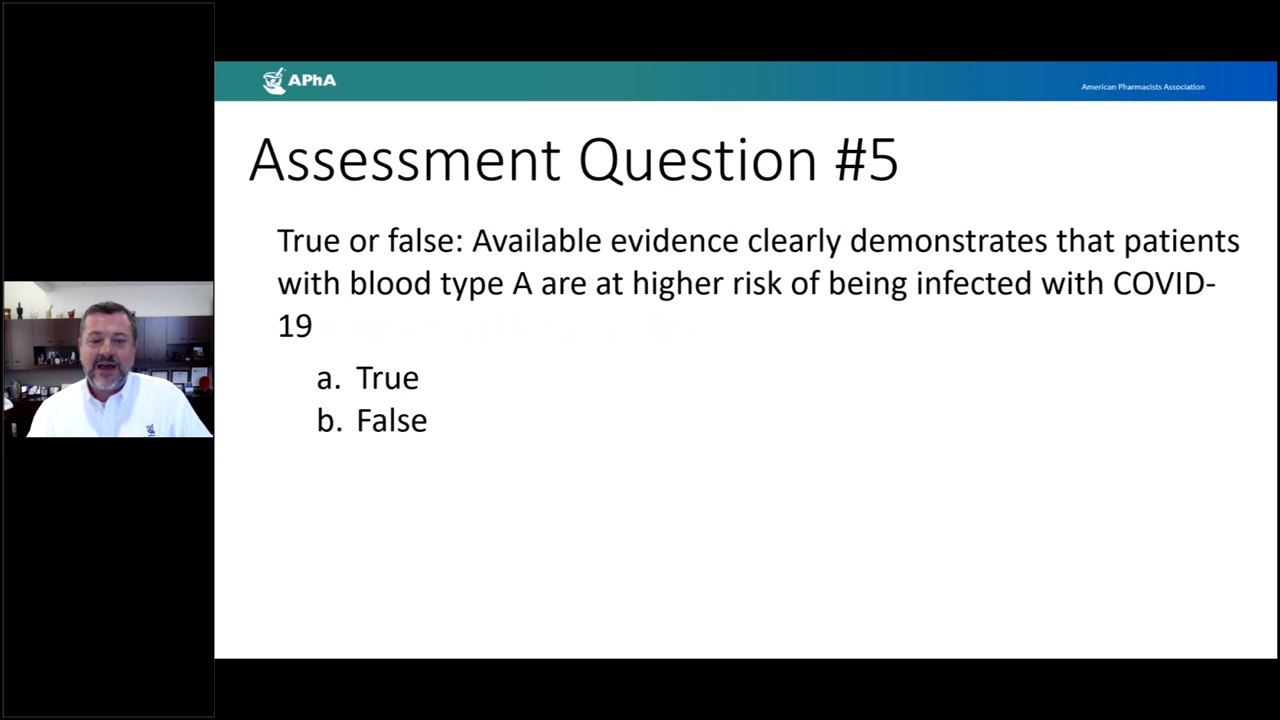 APhA
American Pharmacists Association
Assessment Question #5
True or false: Available evidence clearly demonstrates that patients
with blood type A are at higher risk of being infected with COVID-
19
a. True
b. False